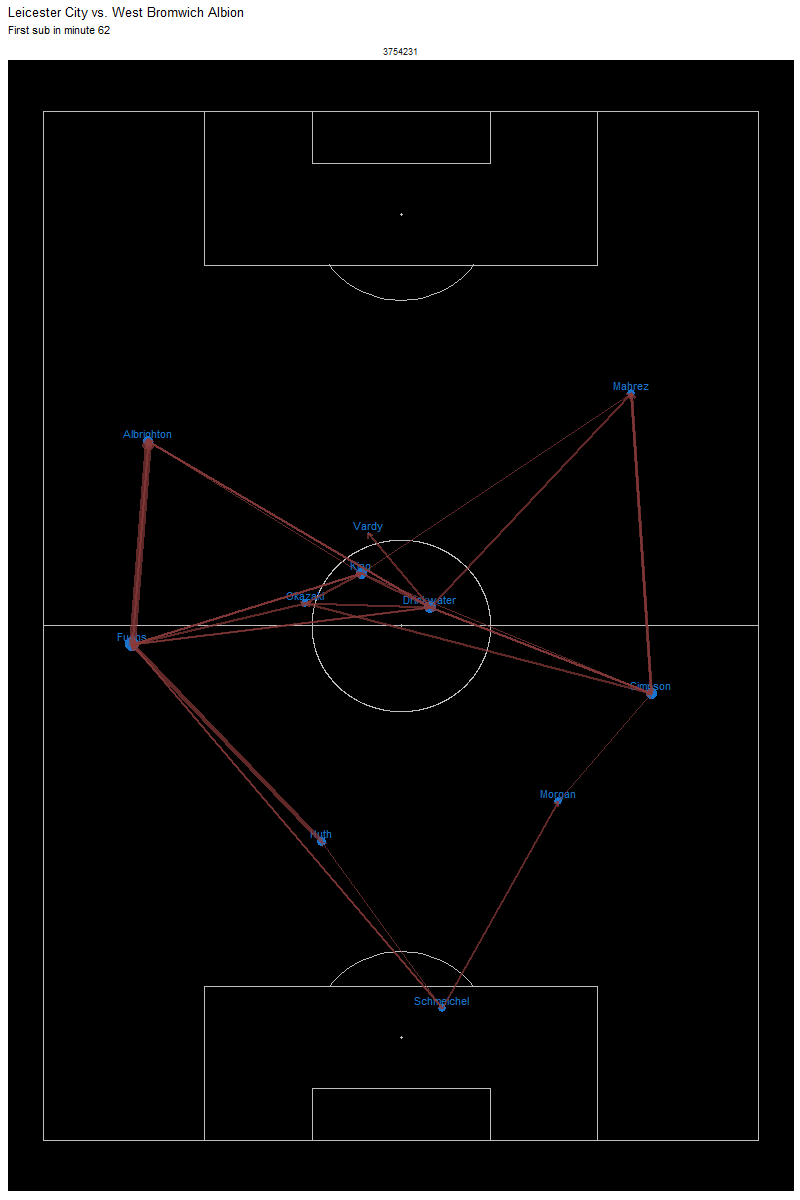 Leicester City vs. West Bromwich Albion
First sub in minute 62
3754231
Mahrez
Albrighton
Vardy
King
Okazaki
Drinkwater
Fuchs
Simpson
Morgan
Huth
Schmeichel